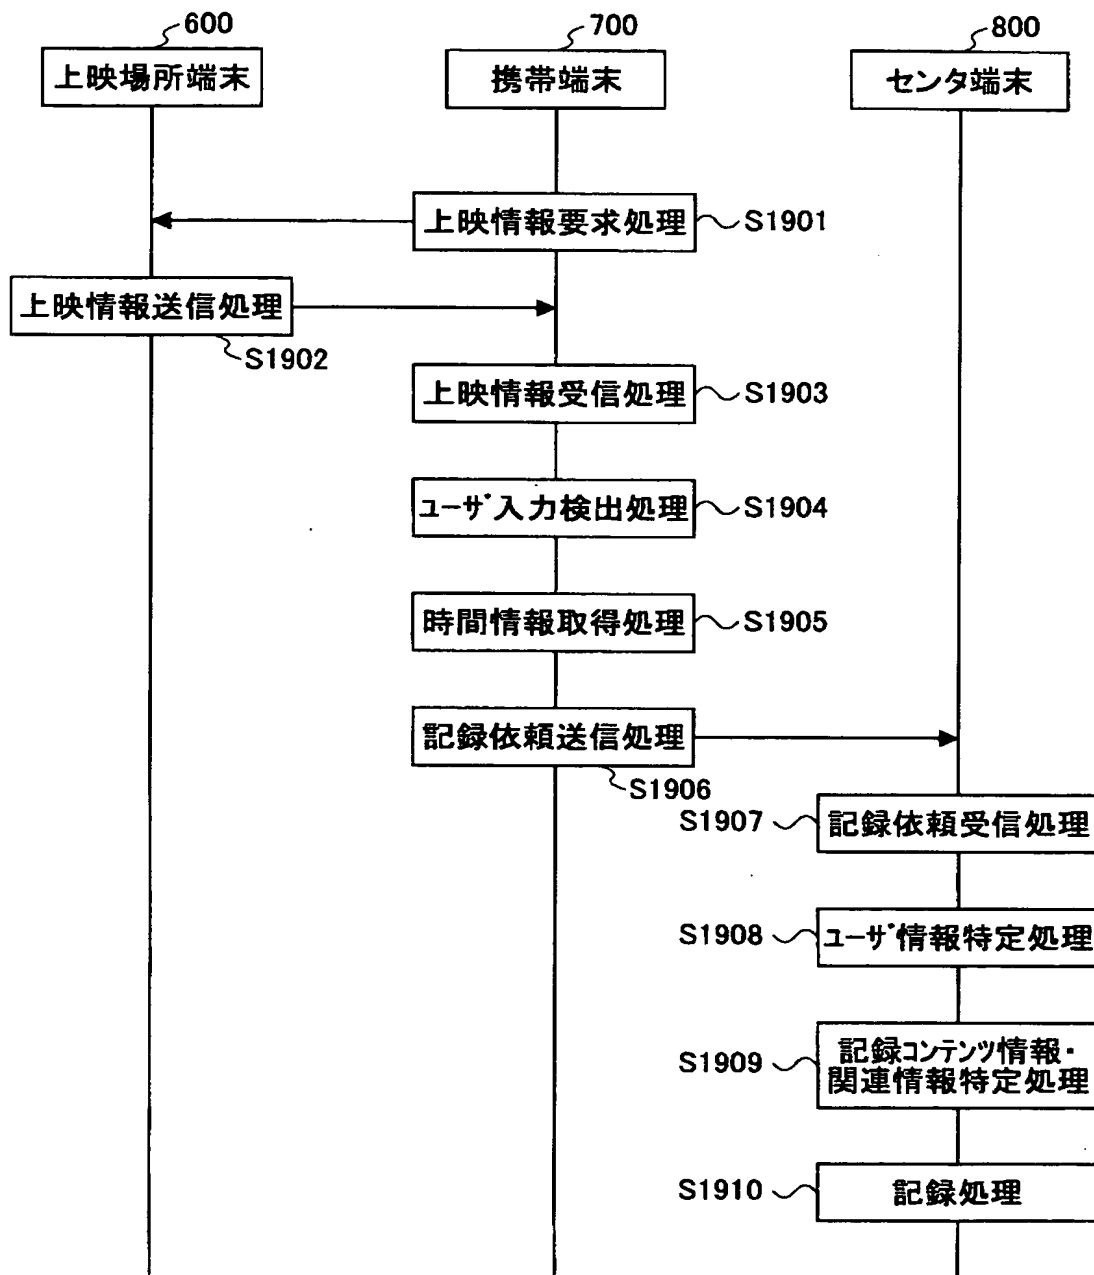 600
700
800
上映場所端末
携帯端末
センタ端末
上映情報要求処理
S1901
上映情報送信処理
S1902
上映情報受信処理
S1903
ユーザ入力検出処理
S1904
時間情報取得処理
S1905
記録依頼送信処理
S1906
S1907
記録依頼受信処理
S1908
ユーザ情報特定処理
S1909
記録コンテンツ情報・
関連情報特定処理
S1910
記録処理